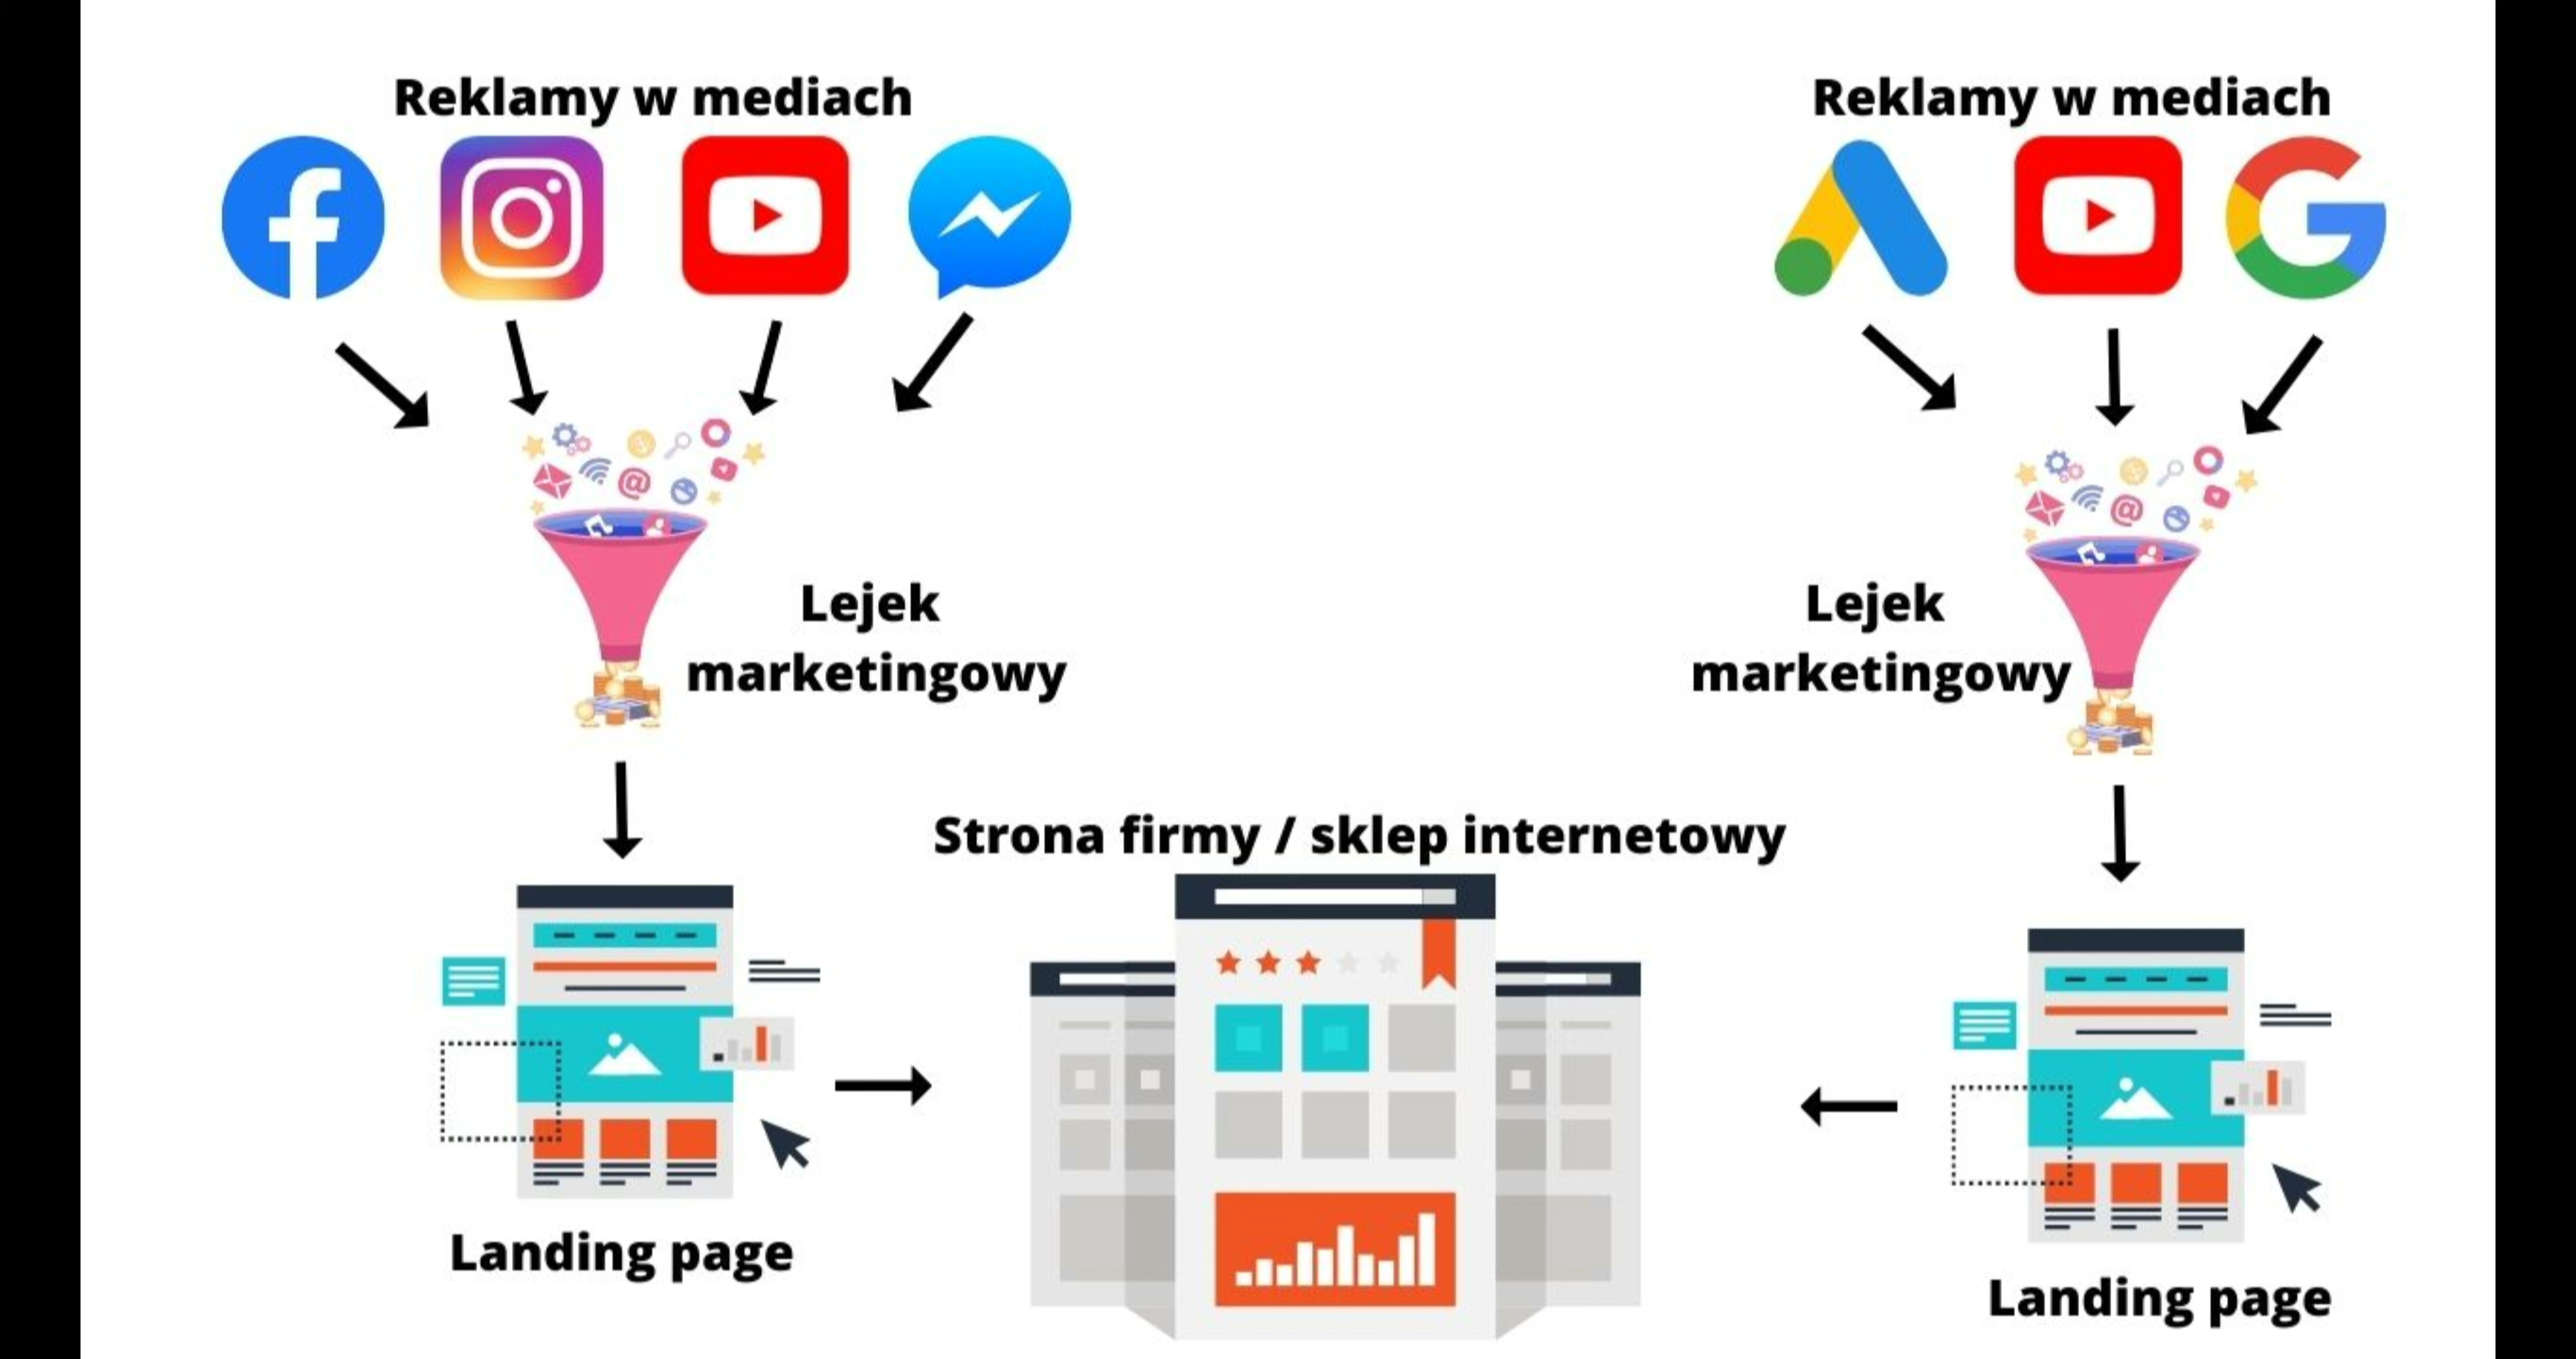 Reklamy w mediach
Reklamy w mediach
Lejek
marketingowy
Lejek
marketingowy
Strona firmy / sklep internetowy
Landing page
Landing page